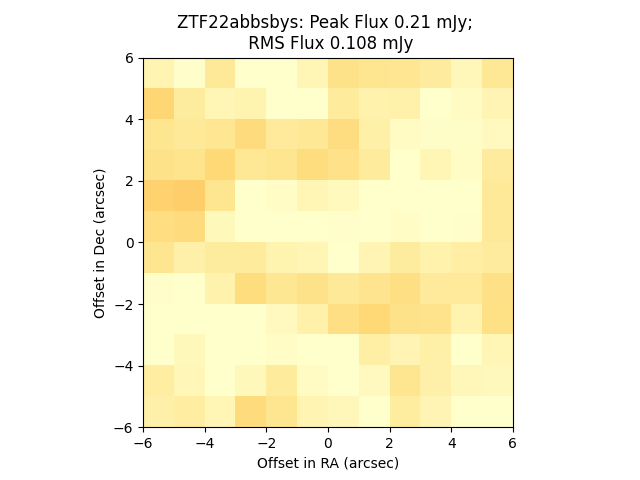 ZTF22abbsbys: Peak Flux 0.21 mJy;
RMS Flux 0.108 mJy
6
4
2
0
−2
−4
−6
Offset in Dec (arcsec)
−6 −4 −2 0 2 4 6
Offset in RA (arcsec)